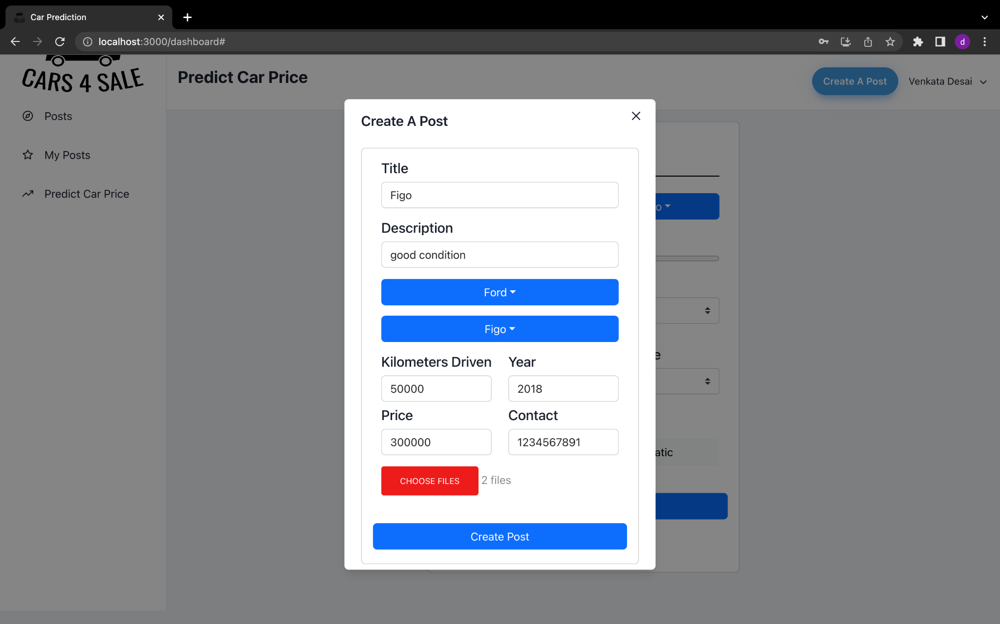 Car Prediction
localhost:3000/dashboard#
d
CARS 4 SALE
Predict Car Price
Create A Post
Venkata Desai
Posts
My Posts
Predict Car Price
Create A Post
Title
Figo
Description
good condition
Ford
Figo
Kilometers Driven Year
50000 2018
Price Contact
300000 1234567891
CHOOSE FILES 2 files
Create Post